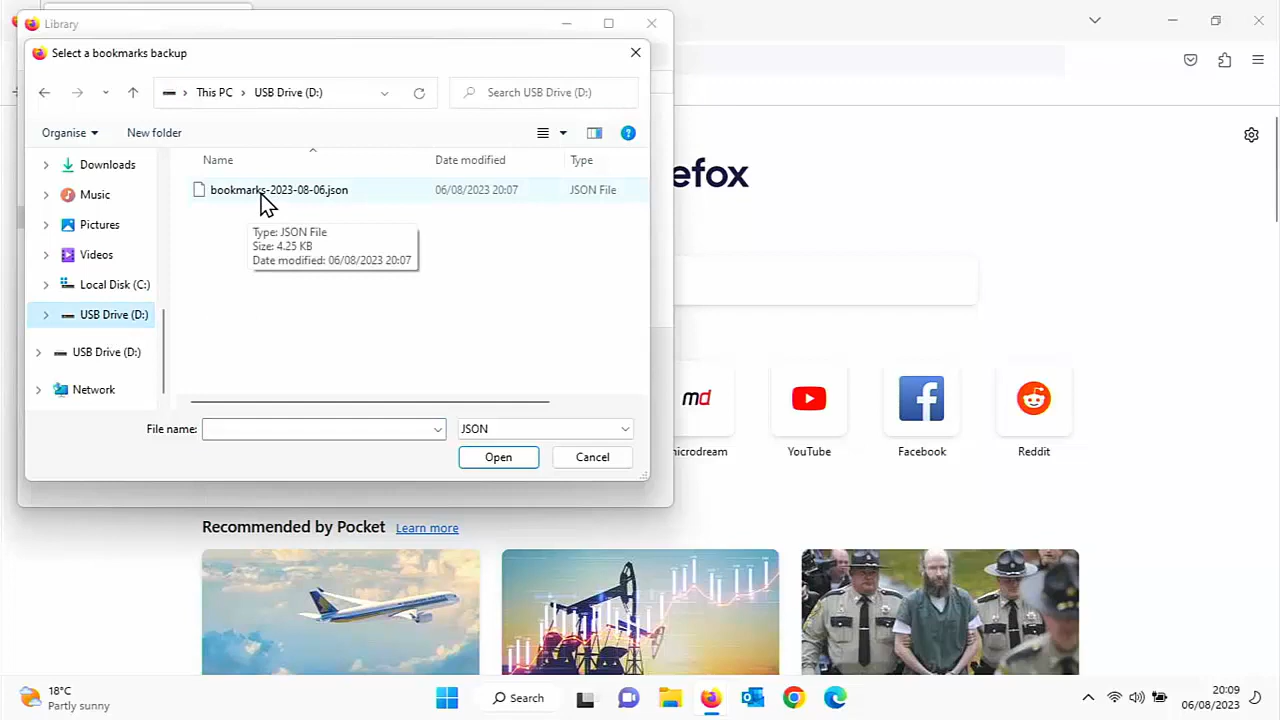 Library
Select a bookmarks backup
This PC
USB Drive (D:)
Search USB Drive (D:)
Organise
New folder
?
Name
Date modified
Type
Downloads
Music
Pictures
Videos
Local Disk (C:)
USB Drive (D:)
USB Drive (D:)
Network
bookmarks-2023-08-06.json
06/08/2023 20:07
JSON File
Type: JSON File
Size: 4.25 KB
Date modified: 06/08/2023 20:07
File name:
JSON
Open
Cancel
efox
md
microdream
YouTube
Facebook
Reddit
Recommended by Pocket
Learn more
18°C
Partly sunny
Search
20:09
06/08/2023